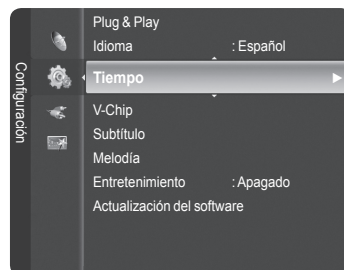 Configuración
Plug & Play
Idioma : Español
Tiempo
V-Chip
Subtítulo
Melodía
Entretenimiento : Apagado
Actualización del software